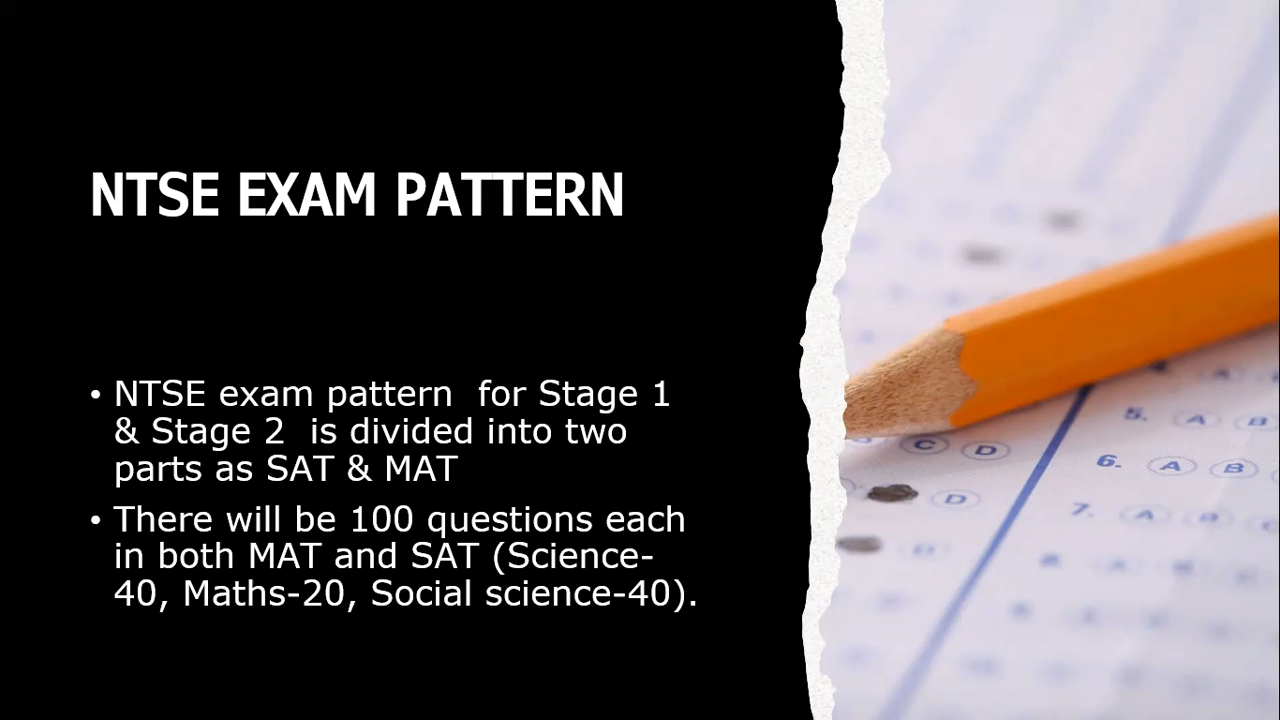 NTSE EXAM PATTERN
• NTSE exam pattern  for Stage 1
& Stage 2  is divided into two
parts as SAT & MAT
• There will be 100 questions each
in both MAT and SAT (Science-
40, Maths-20, Social science-40).
C D
D
5. A B
6. A B
7. A B